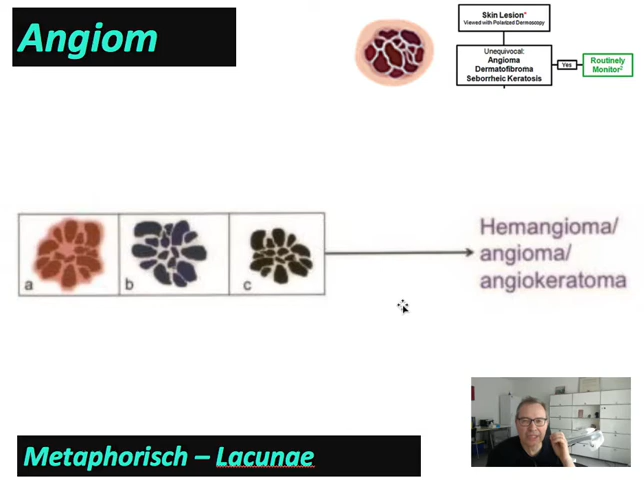 Angiom
Skin Lesion*
Viewed with Polarized Dermoscopy
Unequivocal:
Angioma
Dermatofibroma
Seborrheic Keratosis
Yes
Routinely
Monitor²
a
b
c
Hemangioma/
angioma/
angiokeratoma
Metaphorisch – Lacunae